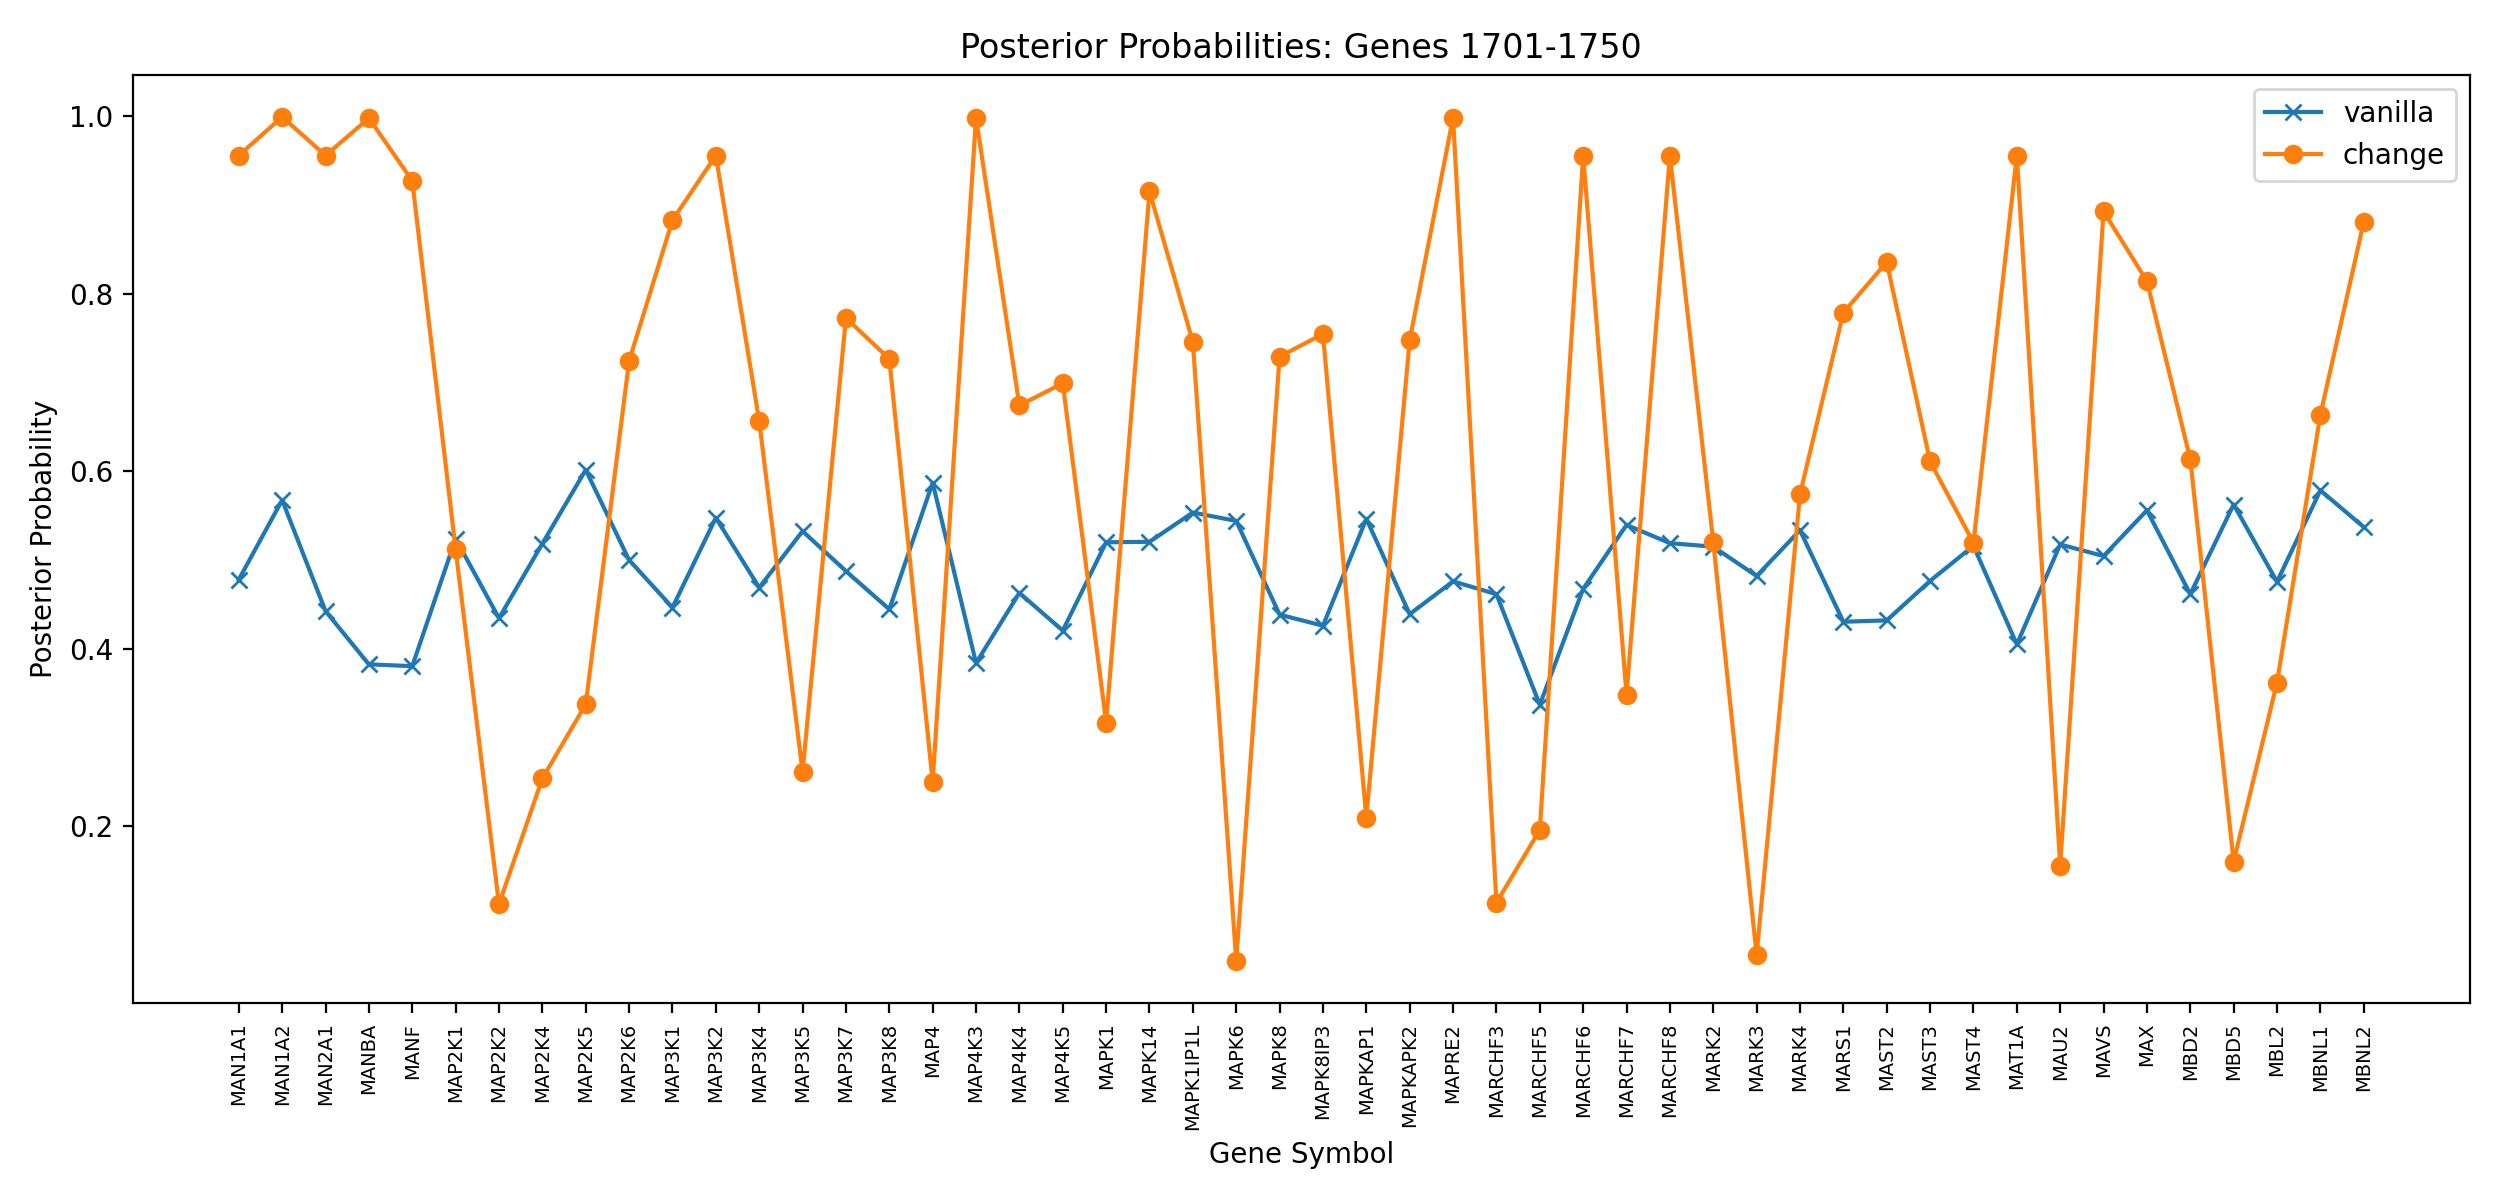 Posterior Probabilities: Genes 1701-1750
vanilla
change
1.0
0.8
0.6
0.4
0.2
Posterior Probability
MAN1A1
MAN1A2
MAN2A1
MANBA
MANF
MAP2K1
MAP2K2
MAP2K4
MAP2K5
MAP2K6
MAP3K1
MAP3K2
MAP3K4
MAP3K5
MAP3K7
MAP3K8
MAP4
MAP4K3
MAP4K4
MAP4K5
MAPK1
MAPK14
MAPK1IP1L
MAPK6
MAPK8
MAPK8IP3
MAPKAP1
MAPKAPK2
MAPRE2
MARCHF3
MARCHF5
MARCHF6
MARCHF7
MARCHF8
MARK2
MARK3
MARK4
MARS1
MAST2
MAST3
MAST4
MAT1A
MAU2
MAVS
MAX
MBD2
MBD5
MBL2
MBNL1
MBNL2
Gene Symbol